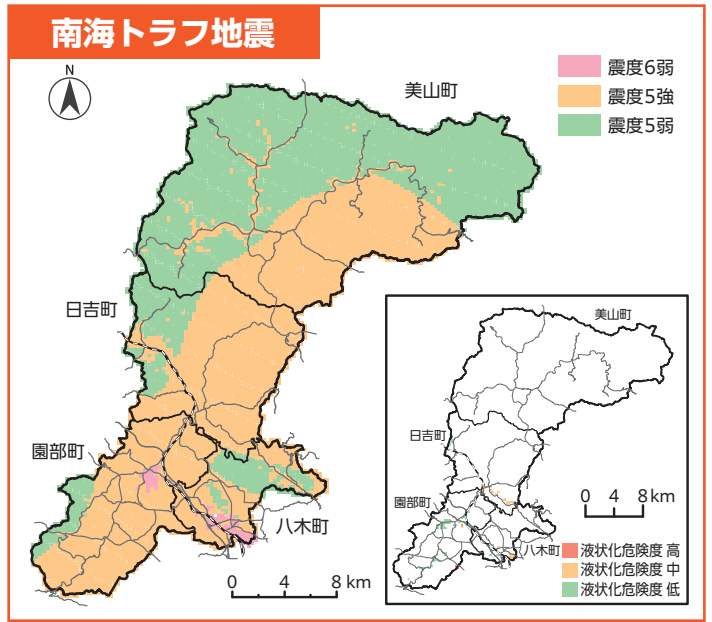 南海トラフ地震
N
美山町
震度6弱
震度5強
震度5弱
日吉町
園部町
八木町
0 4 8 km
美山町
日吉町
園部町
八木町
0 4 8 km
液状化危険度 高
液状化危険度 中
液状化危険度 低